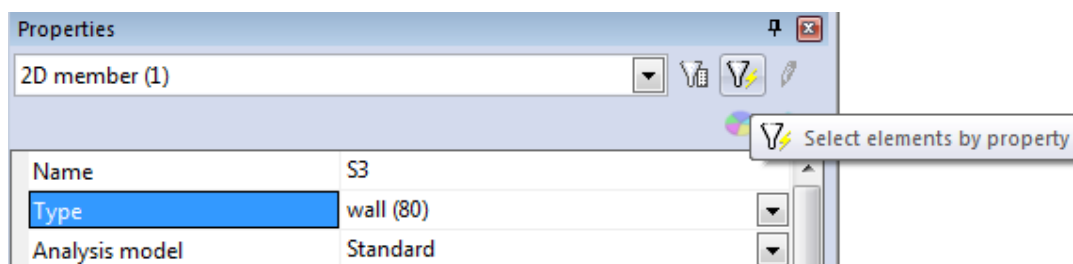 Properties
2D member (1)
Select elements by property
Name S3
Type wall (80)
Analysis model Standard